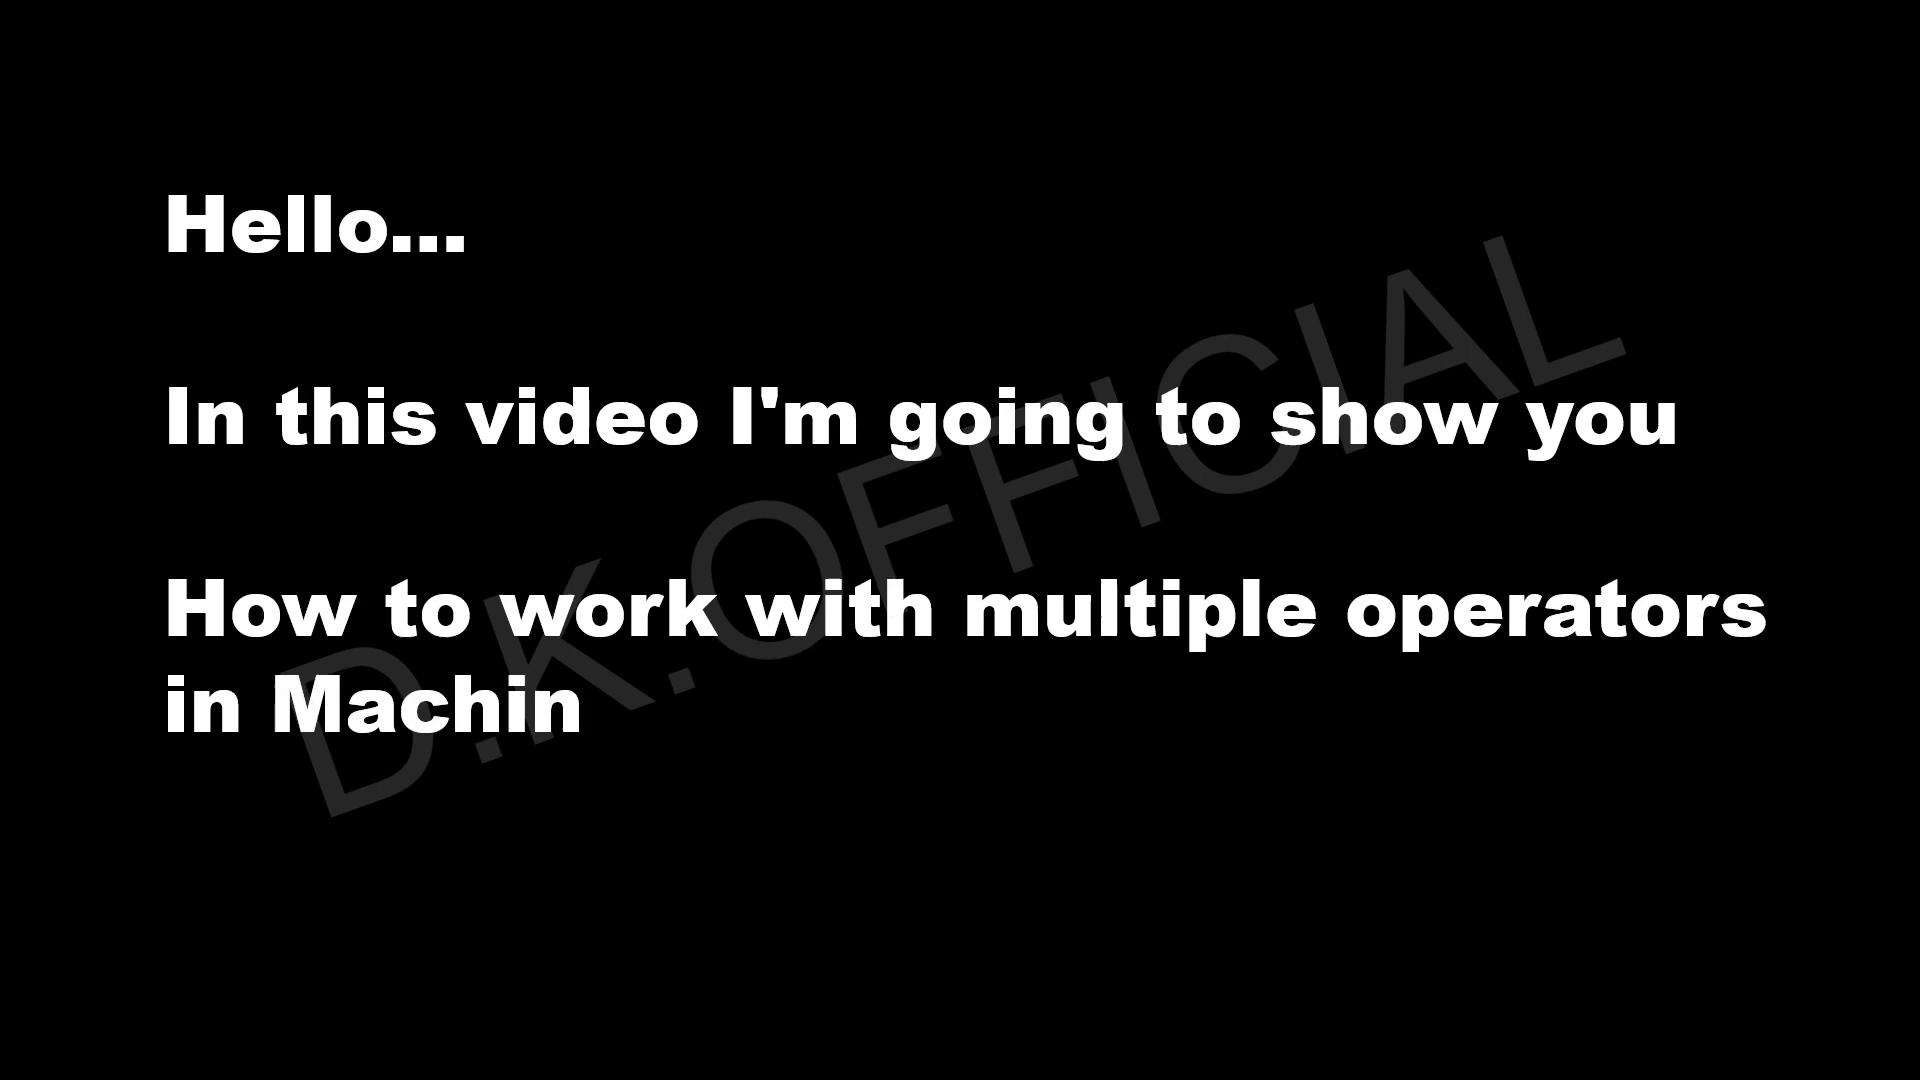 Hello...
In this video I'm going to show you
How to work with multiple operators
in Machin
D.K.OFFICIAL